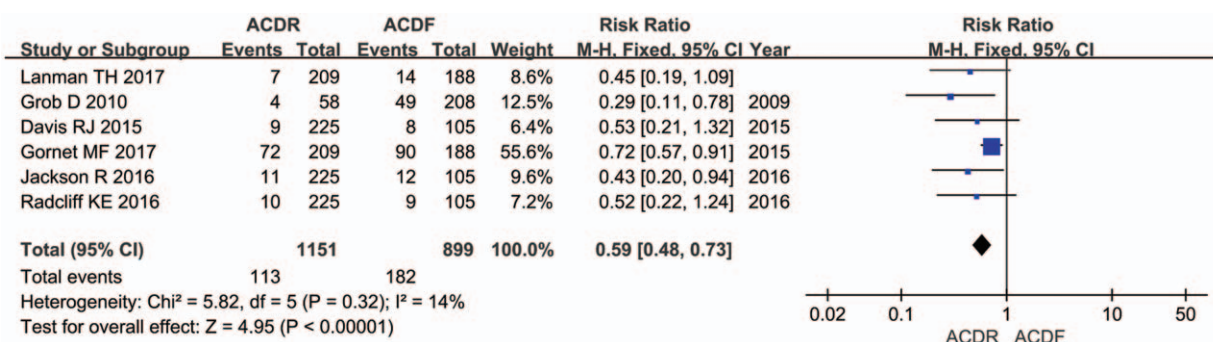 ACDR ACDF Risk Ratio Risk Ratio
Study or Subgroup Events Total Events Total Weight M-H, Fixed, 95% CI Year M-H, Fixed, 95% CI
Lanman TH 2017 7 209 14 188 8.6% 0.45 [0.19, 1.09]
Grob D 2010 4 58 49 208 12.5% 0.29 [0.11, 0.78] 2009
Davis RJ 2015 9 225 8 105 6.4% 0.53 [0.21, 1.32] 2015
Gornet MF 2017 72 209 90 188 55.6% 0.72 [0.57, 0.91] 2015
Jackson R 2016 11 225 12 105 9.6% 0.43 [0.20, 0.94] 2016
Radcliff KE 2016 10 225 9 105 7.2% 0.52 [0.22, 1.24] 2016
Total (95% CI) 1151 899 100.0% 0.59 [0.48, 0.73]
Total events 113 182
Heterogeneity: Chi² = 5.82, df = 5 (P = 0.32); I² = 14%
Test for overall effect: Z = 4.95 (P < 0.00001)
0.02 0.1 1 10 50
ACDR ACDF